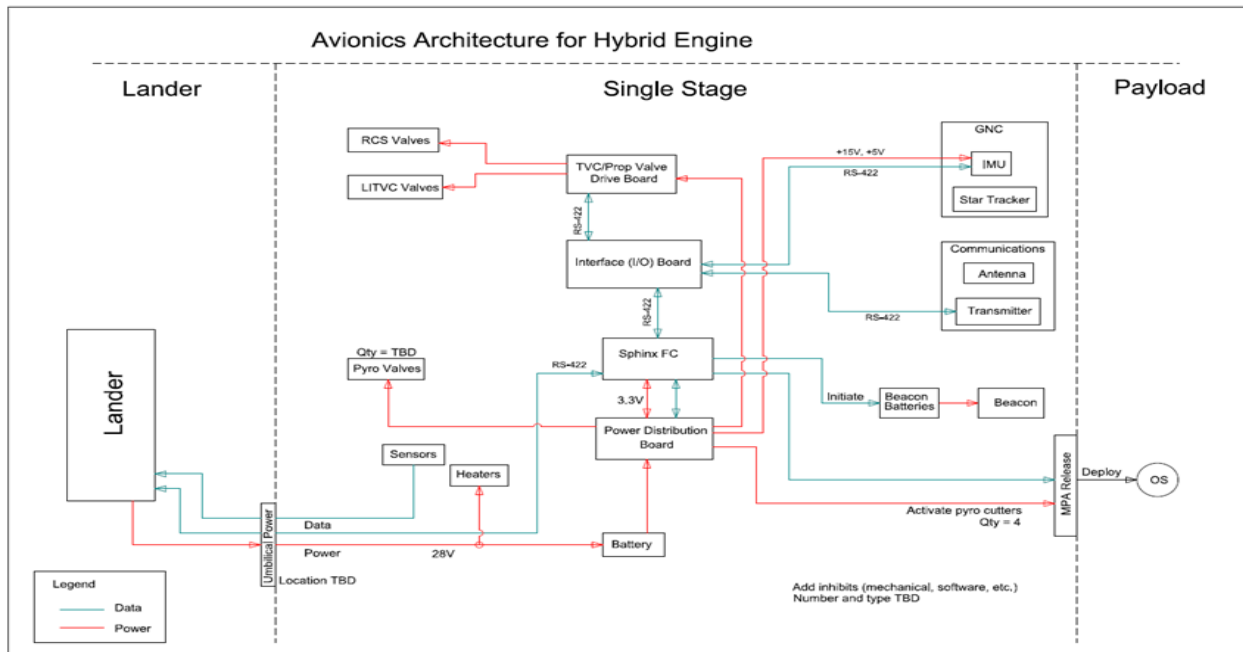 Avionics Architecture for Hybrid Engine
Lander
Single Stage
Payload
RCS Valves
LITVC Valves
TVC/Prop Valve
Drive Board
RS-422
Interface (I/O) Board
RS-422
+15V, +5V
RS-422
GNC
IMU
Star Tracker
Communications
Antenna
Transmitter
RS-422
Lander
Qty = TBD
Pyro Valves
RS-422
Sphinx FC
3.3V
Power Distribution
Board
Initiate
Beacon
Batteries
Beacon
Sensors
Heaters
MPA Release
Deploy
OS
Activate pyro cutters
Qty = 4
Umbilical Power
Data
Power
28V
Battery
Location TBD
Legend
Data
Power
Add inhibits (mechanical, software, etc.)
Number and type TBD